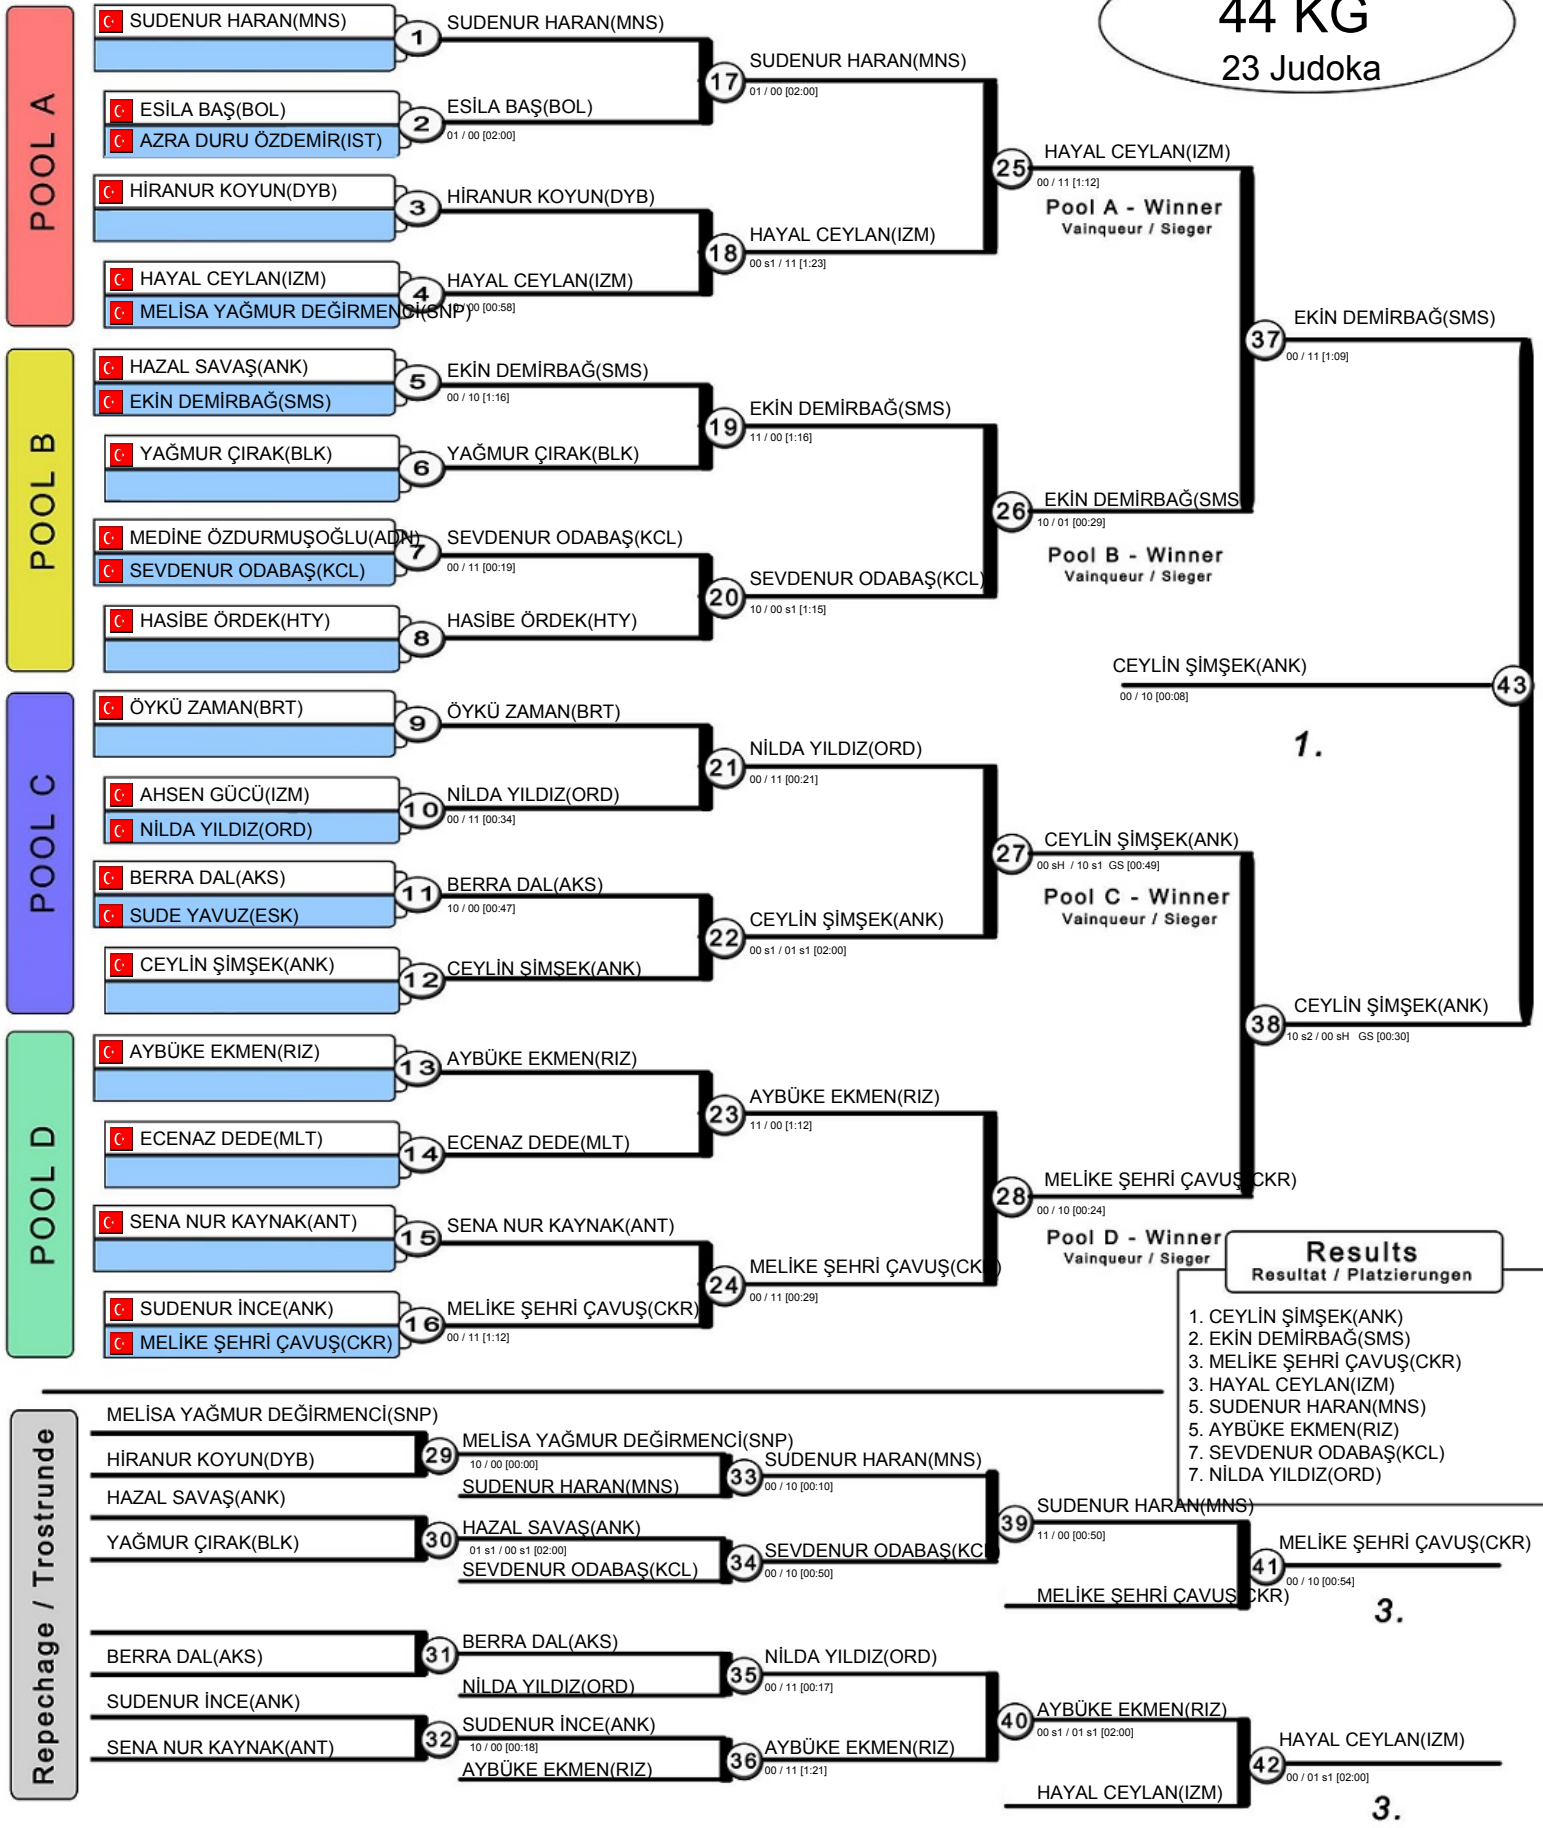 44 KG
23 Judoka
POOL A
SUDENUR HARAN(MNS)
1
ESİLA BAŞ(BOL)
AZRA DURU ÖZDEMİR(IST)
2
HİRANUR KOYUN(DYB)
3
HAYAL CEYLAN(IZM)
MELİSA YAĞMUR DEĞİRMENCİ(SNP)
4
POOL B
HAZAL SAVAŞ(ANK)
EKİN DEMİRBAĞ(SMS)
5
YAĞMUR ÇIRAK(BLK)
6
MEDİNE ÖZDURMUŞOĞLU(ADN)
SEVDENUR ODABAŞ(KCL)
7
HASİBE ÖRDEK(HTY)
8
POOL C
ÖYKÜ ZAMAN(BRT)
9
AHSEN GÜCÜ(IZM)
NİLDA YILDIZ(ORD)
10
BERRA DAL(AKS)
SUDE YAVUZ(ESK)
11
CEYLİN ŞİMŞEK(ANK)
12
POOL D
AYBÜKE EKMEN(RIZ)
13
ECENAZ DEDE(MLT)
14
SENA NUR KAYNAK(ANT)
15
SUDENUR İNCE(ANK)
MELİKE ŞEHRİ ÇAVUŞ(CKR)
16
SUDENUR HARAN(MNS)
ESİLA BAŞ(BOL)
01 / 00 [02:00]
17
HİRANUR KOYUN(DYB)
HAYAL CEYLAN(IZM)
10 / 00 [00:58]
18
EKİN DEMİRBAĞ(SMS)
00 / 10 [1:16]
YAĞMUR ÇIRAK(BLK)
19
SEVDENUR ODABAŞ(KCL)
00 / 11 [00:19]
HASİBE ÖRDEK(HTY)
20
ÖYKÜ ZAMAN(BRT)
NİLDA YILDIZ(ORD)
00 / 11 [00:34]
21
BERRA DAL(AKS)
10 / 00 [00:47]
CEYLİN ŞİMŞEK(ANK)
22
AYBÜKE EKMEN(RIZ)
ECENAZ DEDE(MLT)
23
SENA NUR KAYNAK(ANT)
MELİKE ŞEHRİ ÇAVUŞ(CKR)
00 / 11 [1:12]
24
SUDENUR HARAN(MNS)
01 / 00 [02:00]
HAYAL CEYLAN(IZM)
00 s1 / 11 [1:23]
25
EKİN DEMİRBAĞ(SMS)
11 / 00 [1:16]
SEVDENUR ODABAŞ(KCL)
10 / 00 s1 [1:15]
26
NİLDA YILDIZ(ORD)
00 / 11 [00:21]
CEYLİN ŞİMŞEK(ANK)
00 s1 / 01 s1 [02:00]
27
AYBÜKE EKMEN(RIZ)
11 / 00 [1:12]
MELİKE ŞEHRİ ÇAVUŞ(CKR)
00 / 11 [00:29]
28
HAYAL CEYLAN(IZM)
00 / 11 [1:12]
Pool A - Winner
Vainqueur / Sieger
EKİN DEMİRBAĞ(SMS)
10 / 01 [00:29]
Pool B - Winner
Vainqueur / Sieger
37
CEYLİN ŞİMŞEK(ANK)
00 sH / 10 s1 GS [00:49]
Pool C - Winner
Vainqueur / Sieger
MELİKE ŞEHRİ ÇAVUŞ(CKR)
00 / 10 [00:24]
Pool D - Winner
Vainqueur / Sieger
38
EKİN DEMİRBAĞ(SMS)
00 / 11 [1:09]
CEYLİN ŞİMŞEK(ANK)
10 s2 / 00 sH GS [00:30]
43
CEYLİN ŞİMŞEK(ANK)
00 / 10 [00:08]
1.
Results
Resultat / Platzierungen
1. CEYLİN ŞİMŞEK(ANK)
2. EKİN DEMİRBAĞ(SMS)
3. MELİKE ŞEHRİ ÇAVUŞ(CKR)
3. HAYAL CEYLAN(IZM)
5. SUDENUR HARAN(MNS)
5. AYBÜKE EKMEN(RIZ)
7. SEVDENUR ODABAŞ(KCL)
7. NİLDA YILDIZ(ORD)
Repechage / Trostrunde
MELİSA YAĞMUR DEĞİRMENCİ(SNP)
HİRANUR KOYUN(DYB)
29
HAZAL SAVAŞ(ANK)
YAĞMUR ÇIRAK(BLK)
30
BERRA DAL(AKS)
31
SUDENUR İNCE(ANK)
SENA NUR KAYNAK(ANT)
32
MELİSA YAĞMUR DEĞİRMENCİ(SNP)
10 / 00 [00:00]
SUDENUR HARAN(MNS)
33
HAZAL SAVAŞ(ANK)
01 s1 / 00 s1 [02:00]
SEVDENUR ODABAŞ(KCL)
34
BERRA DAL(AKS)
NİLDA YILDIZ(ORD)
35
SUDENUR İNCE(ANK)
10 / 00 [00:18]
AYBÜKE EKMEN(RIZ)
36
SUDENUR HARAN(MNS)
00 / 10 [00:10]
SEVDENUR ODABAŞ(KCL)
00 / 10 [00:50]
39
NİLDA YILDIZ(ORD)
00 / 11 [00:17]
AYBÜKE EKMEN(RIZ)
00 / 11 [1:21]
40
SUDENUR HARAN(MNS)
11 / 00 [00:50]
MELİKE ŞEHRİ ÇAVUŞ(CKR)
41
AYBÜKE EKMEN(RIZ)
00 s1 / 01 s1 [02:00]
HAYAL CEYLAN(IZM)
42
MELİKE ŞEHRİ ÇAVUŞ(CKR)
00 / 10 [00:54]
3.
HAYAL CEYLAN(IZM)
00 / 01 s1 [02:00]
3.